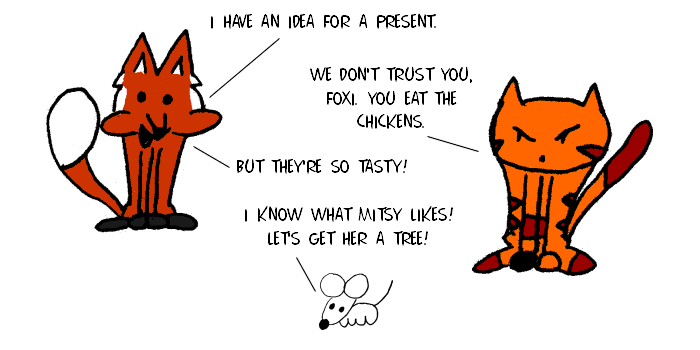 I HAVE AN IDEA FOR A PRESENT.
WE DON'T TRUST YOU,
FOXI. YOU EAT THE
CHICKENS.
BUT THEY'RE SO TASTY!
I KNOW WHAT MITSY LIKES!
LET'S GET HER A TREE!